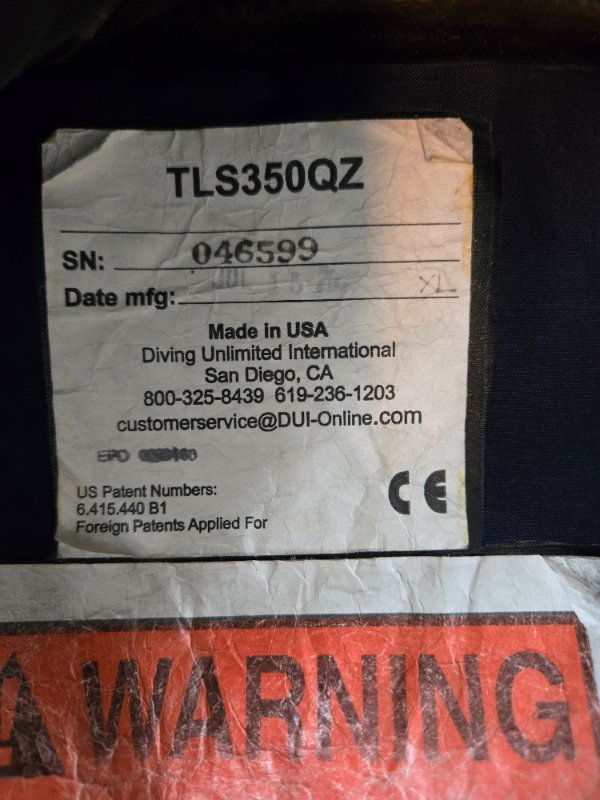 TLS350QZ
SN: 046599
Date mfg: XL
Made in USA
Diving Unlimited International
San Diego, CA
800-325-8439 619-236-1203
customerservice@DUI-Online.com
EPO
US Patent Numbers:
6.415.440 B1
Foreign Patents Applied For
CE
WARNING